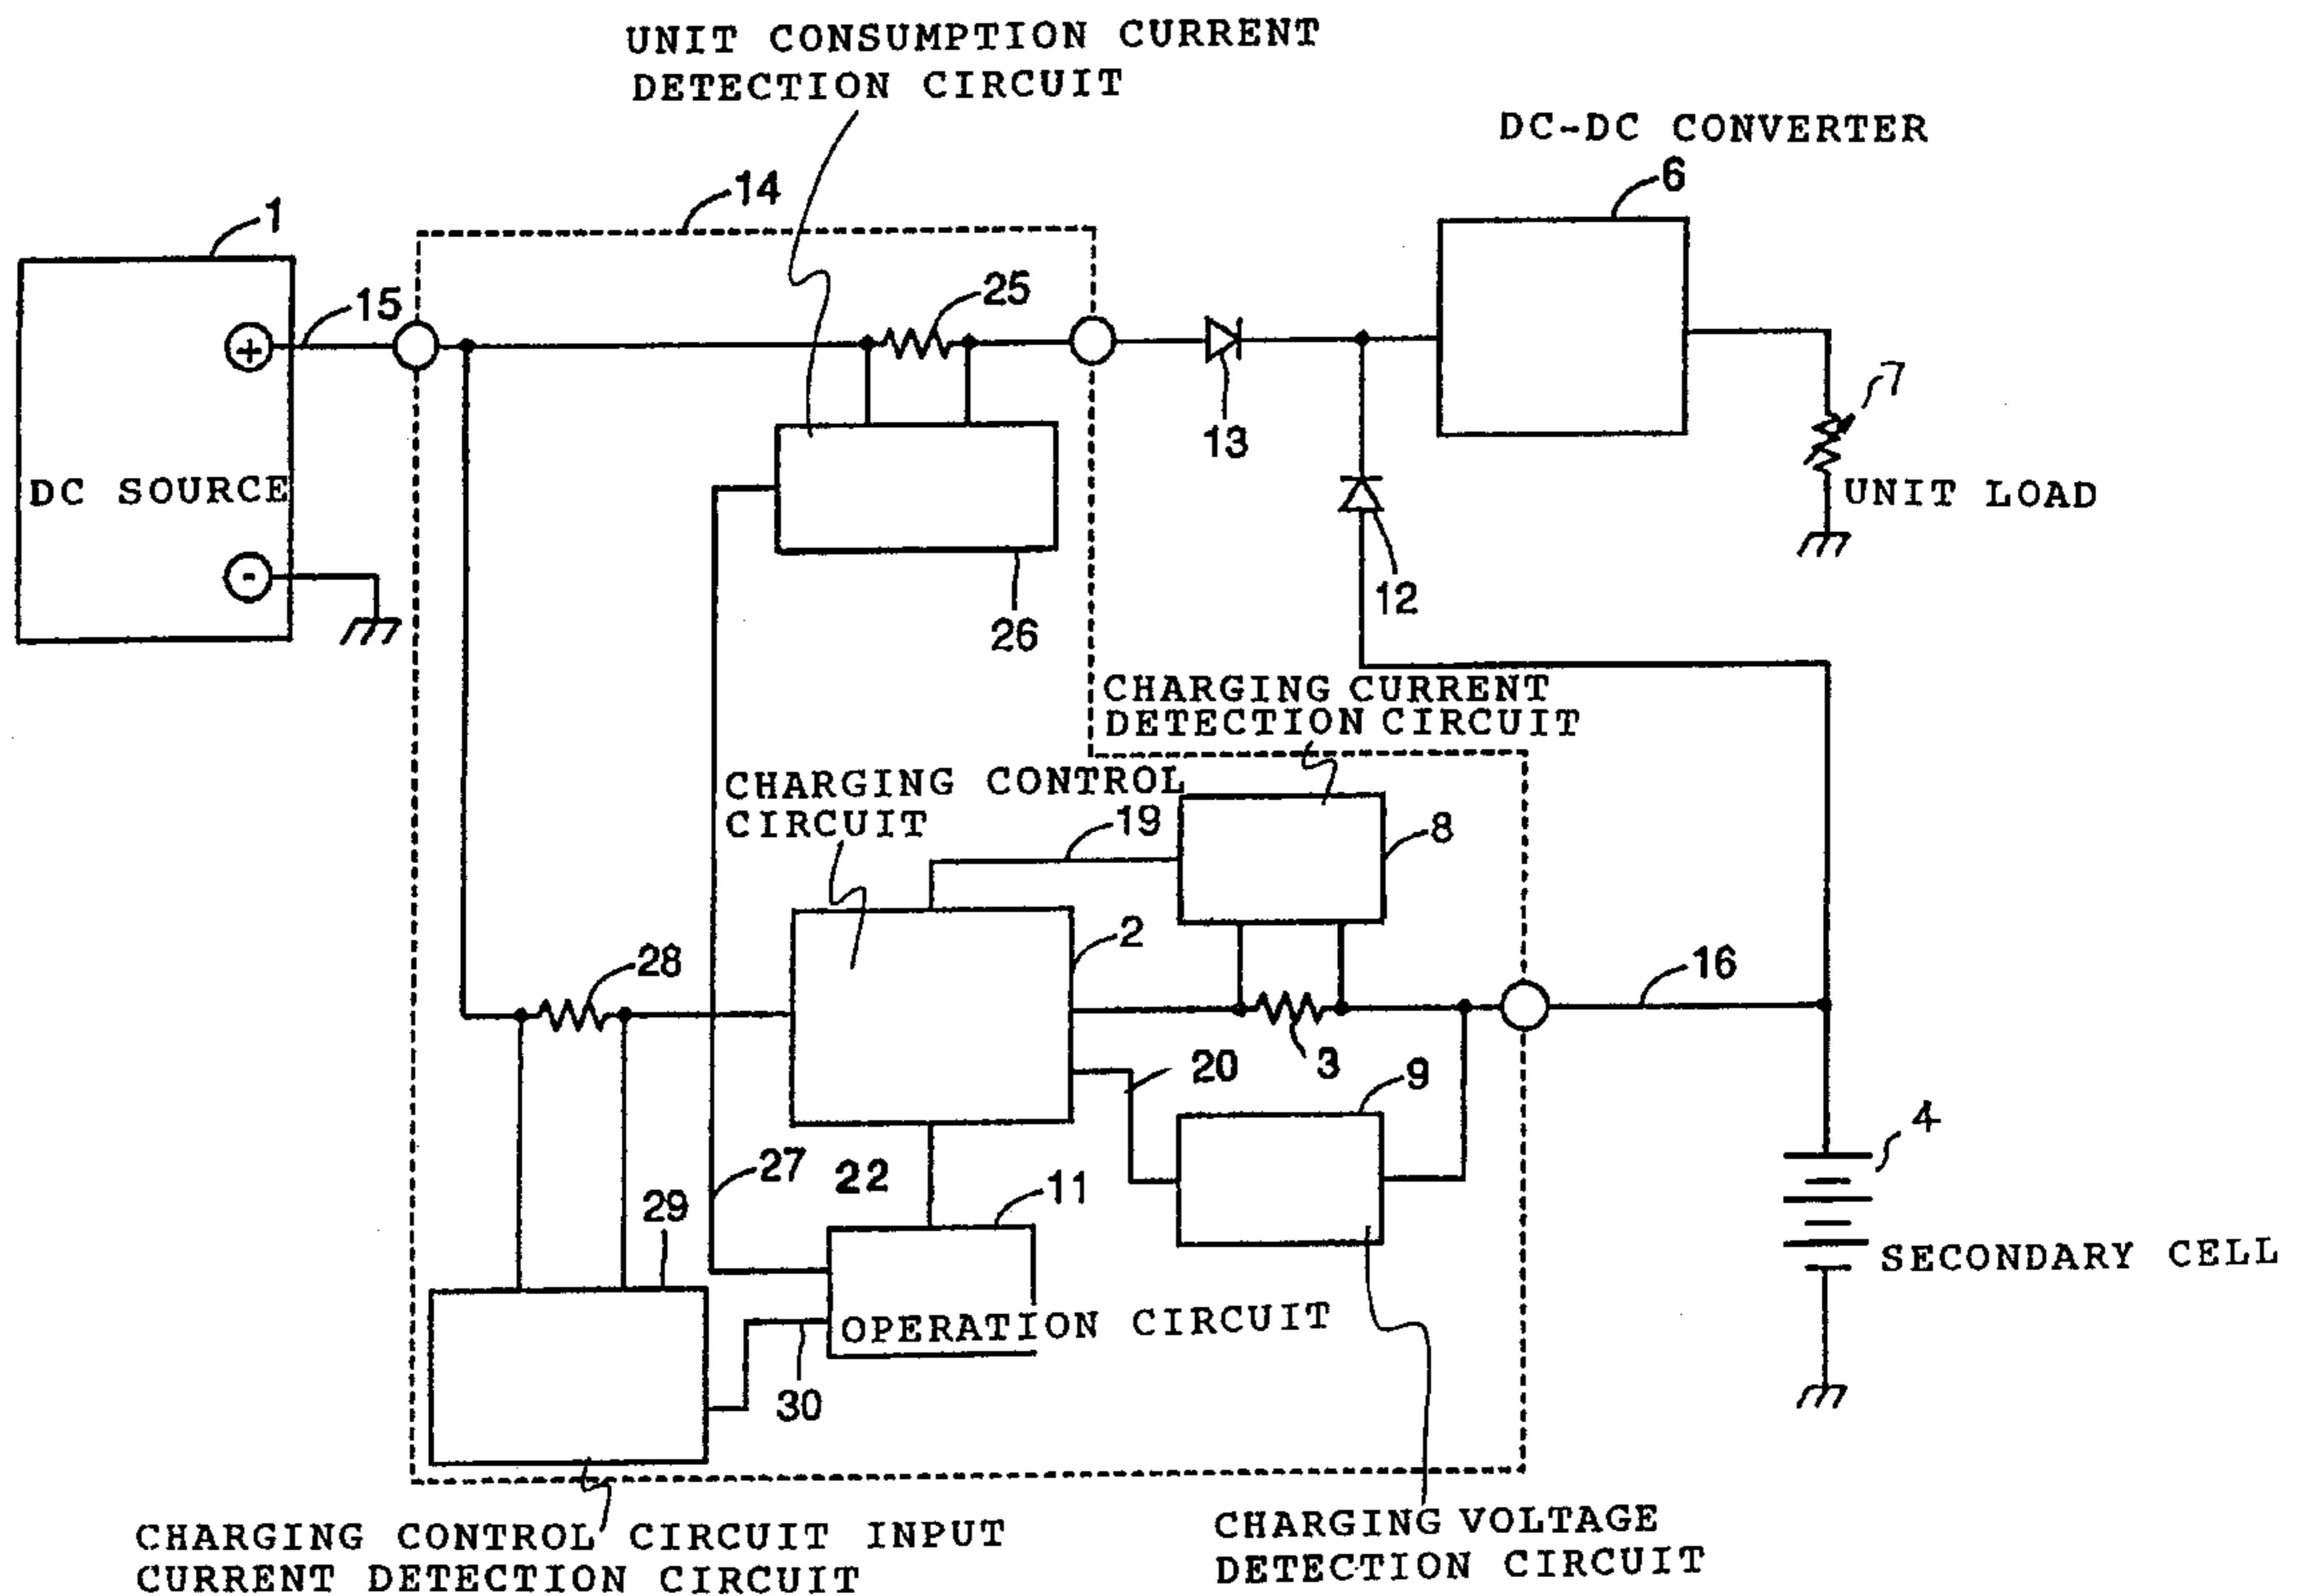 UNIT CONSUMPTION CURRENT
DETECTION CIRCUIT
DC-DC CONVERTER
6
14
1
15
25
+
13
7
DC SOURCE
UNIT LOAD
-
12
26
CHARGING CURRENT
DETECTION CIRCUIT
CHARGING CONTROL
CIRCUIT
19
8
2
28
16
3
20
9
4
27
22
11
29
SECONDARY CELL
OPERATION CIRCUIT
30
CHARGING CONTROL CIRCUIT INPUT
CURRENT DETECTION CIRCUIT
CHARGING VOLTAGE
DETECTION CIRCUIT